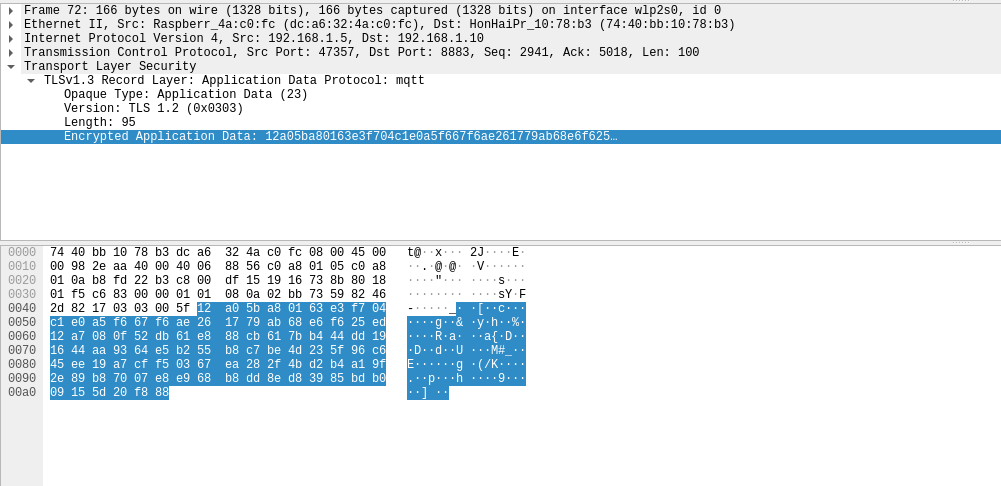 Frame 72: 166 bytes on wire (1328 bits), 166 bytes captured (1328 bits) on interface wlp2s0, id 0
Ethernet II, Src: Raspberr_4a:c0:fc (dc:a6:32:4a:c0:fc), Dst: HonHaiPr_10:78:b3 (74:40:bb:10:78:b3)
Internet Protocol Version 4, Src: 192.168.1.5, Dst: 192.168.1.10
Transmission Control Protocol, Src Port: 47357, Dst Port: 8883, Seq: 2941, Ack: 5018, Len: 100
Transport Layer Security
TLSv1.3 Record Layer: Application Data Protocol: mqtt
Opaque Type: Application Data (23)
Version: TLS 1.2 (0x0303)
Length: 95
Encrypted Application Data: 12a05ba80163e3f704c1e0a5f667f6ae261779ab68e6f625…
0000 74 40 bb 10 78 b3 dc a6 32 4a c0 fc 08 00 45 00 t@··x··· 2J····E·
0010 00 98 2e aa 40 00 40 06 88 56 c0 a8 01 05 c0 a8 ··.·@·@· ·V······
0020 01 0a b8 fd 22 b3 c8 00 df 15 19 16 73 8b 80 18 ····"··· ····s···
0030 01 f5 c6 83 00 00 01 01 08 0a 02 bb 73 59 82 46 ········ ····sY·F
0040 2d 82 17 03 03 00 5f 12 a0 5b a8 01 63 e3 f7 04 -·····_· ·[··c···
0050 c1 e0 a5 f6 67 f6 ae 26 17 79 ab 68 e6 f6 25 ed ····g··& ·y·h··%·
0060 12 a7 08 0f 52 db 61 e8 88 cb 61 7b b4 44 dd 19 ····R·a· ··a{·D··
0070 16 44 aa 93 64 e5 b2 55 b8 c7 be 4d 23 5f 96 c6 ·D··d··U ···M#_··
0080 45 ee 19 a7 cf f5 03 67 ea 28 2f 4b d2 b4 a1 9f E······g ·(/K····
0090 2e 89 b8 70 07 e8 e9 68 b8 dd 8e d8 39 85 bd b0 .··p···h ····9···
00a0 09 15 5d 20 f8 88 ··] ··